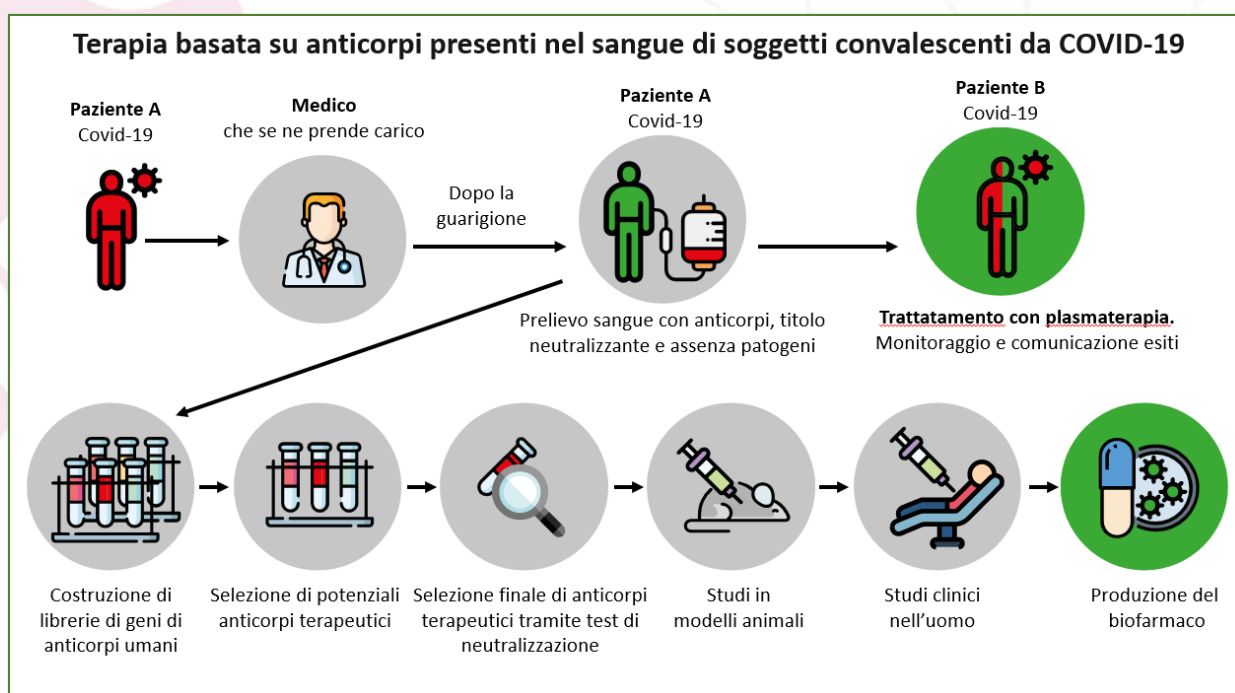 Terapia basata su anticorpi presenti nel sangue di soggetti convalescenti da COVID-19
Paziente A
Covid-19
Medico
che se ne prende carico
Dopo la
guarigione
Paziente A
Covid-19
Prelievo sangue con anticorpi, titolo
neutralizzante e assenza patogeni
Paziente B
Covid-19
Trattatamento con plasmaterapia.
Monitoraggio e comunicazione esiti
Costruzione di
librerie di geni di
anticorpi umani
Selezione di potenziali
anticorpi terapeutici
Selezione finale di anticorpi
terapeutici tramite test di
neutralizzazione
Studi in
modelli animali
Studi clinici
nell’uomo
Produzione del
biofarmaco